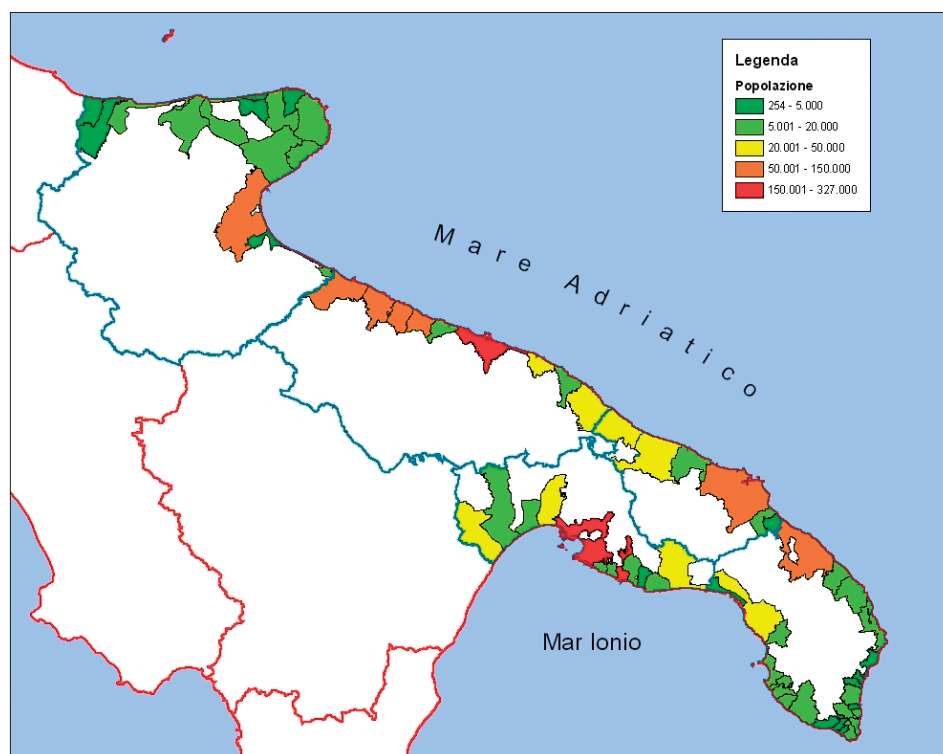 Legenda
Popolazione
254 - 5.000
5.001 - 20.000
20.001 - 50.000
50.001 - 150.000
150.001 - 327.000
Mare Adriatico
Mar Ionio